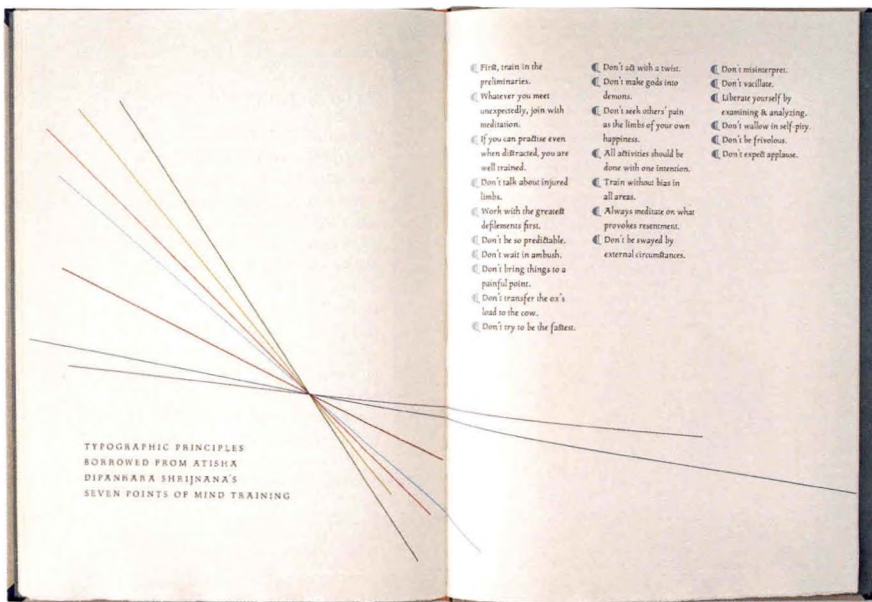 TYPOGRAPHIC PRINCIPLES
BORROWED FROM ATISHA
DIPANKARA SHRIJNANA'S
SEVEN POINTS OF MIND TRAINING
First, train in the
preliminaries.
Whatever you meet
unexpectedly, join with
meditation.
If you can practise even
when distracted, you are
well trained.
Don't talk about injured
limbs.
Work with the greatest
defilements first.
Don't be so predictable.
Don't wait in ambush.
Don't bring things to a
painful point.
Don't transfer the ox's
load to the cow.
Don't try to be the fastest.
Don't act with a twist.
Don't make gods into
demons.
Don't seek others' pain
as the limbs of your own
happiness.
All activities should be
done with one intention.
Train without bias in
all areas.
Always meditate on what
provokes resentment.
Don't be swayed by
external circumstances.
Don't misinterpret.
Don't vacillate.
Liberate yourself by
examining & analyzing.
Don't wallow in self-pity.
Don't be frivolous.
Don't expect applause.